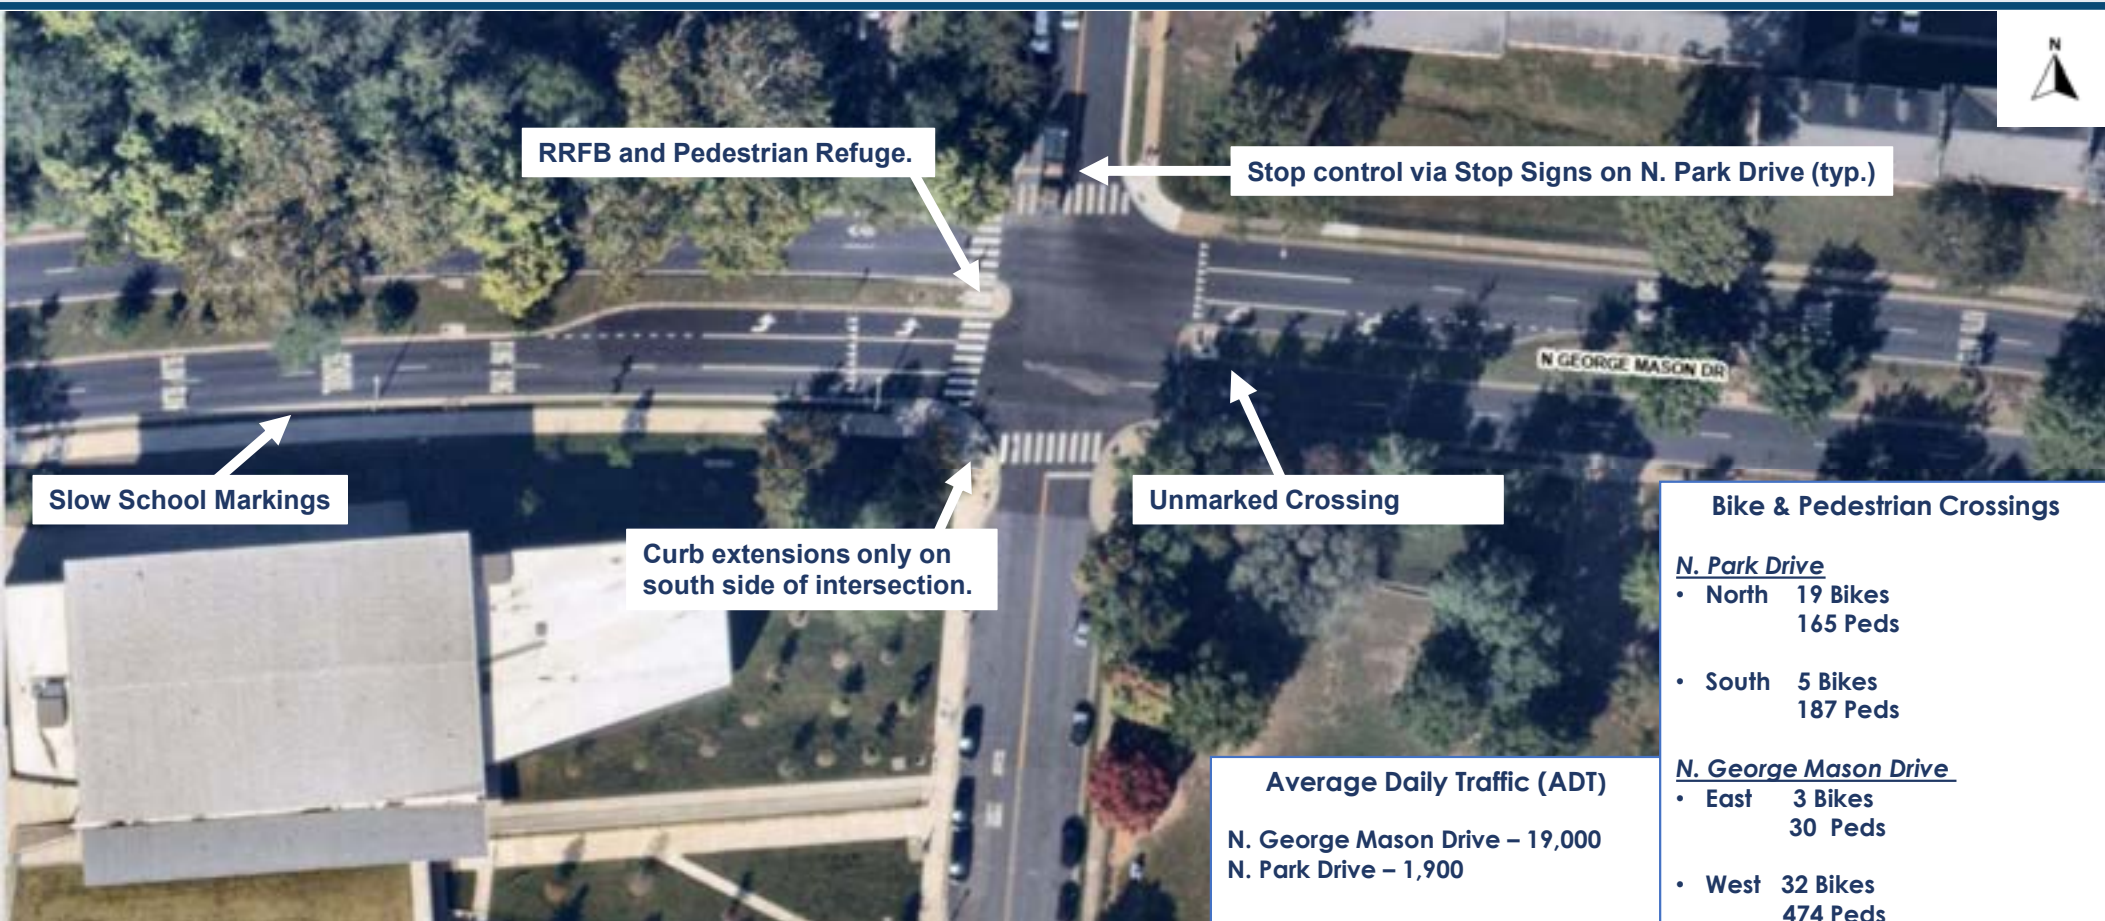 N
RRFB and Pedestrian Refuge.
Stop control via Stop Signs on N. Park Drive (typ.)
N GEORGE MASON DR
Slow School Markings
Unmarked Crossing
Curb extensions only on
south side of intersection.
Bike & Pedestrian Crossings
N. Park Drive
• North 19 Bikes
165 Peds
• South 5 Bikes
187 Peds
N. George Mason Drive
• East 3 Bikes
30 Peds
• West 32 Bikes
474 Peds
Average Daily Traffic (ADT)
N. George Mason Drive – 19,000
N. Park Drive – 1,900